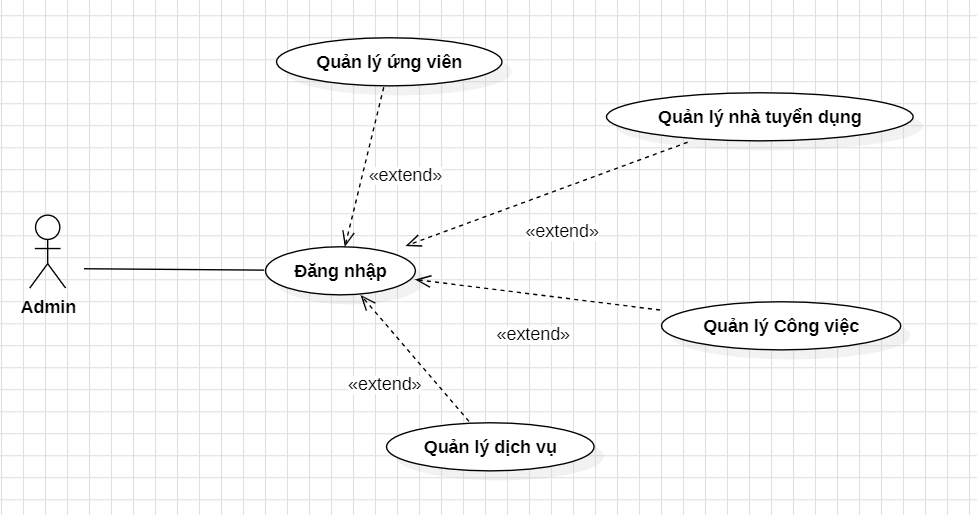 Quản lý ứng viên
Quản lý nhà tuyển dụng
«extend»
«extend»
Đăng nhập
Admin
Quản lý Công việc
«extend»
«extend»
Quản lý dịch vụ